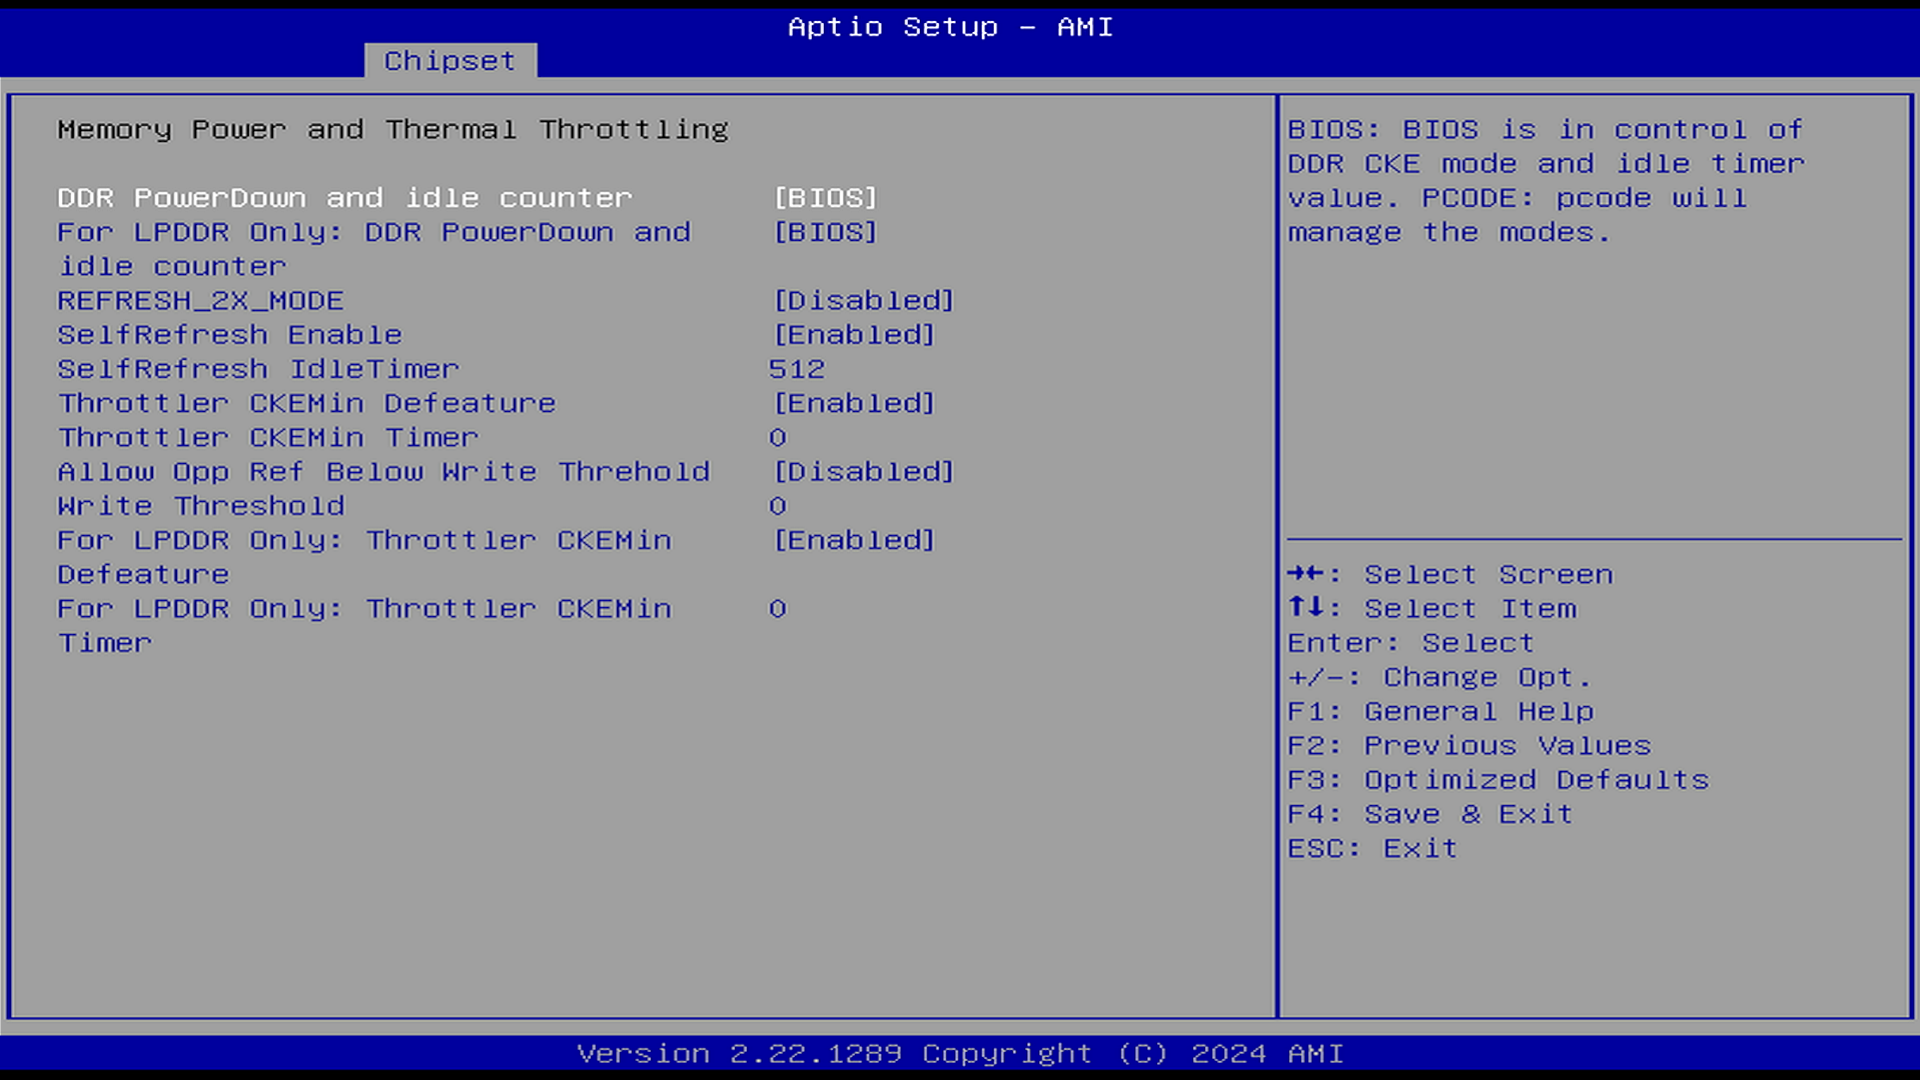 Aptio Setup - AMI
Chipset
Memory Power and Thermal Throttling
DDR PowerDown and idle counter [BIOS]
For LPDDR Only: DDR PowerDown and [BIOS]
idle counter
REFRESH_2X_MODE [Disabled]
SelfRefresh Enable [Enabled]
SelfRefresh IdleTimer 512
Throttler CKEMin Defeature [Enabled]
Throttler CKEMin Timer 0
Allow Opp Ref Below Write Threhold [Disabled]
Write Threshold 0
For LPDDR Only: Throttler CKEMin [Enabled]
Defeature
For LPDDR Only: Throttler CKEMin 0
Timer
BIOS: BIOS is in control of
DDR CKE mode and idle timer
value. PCODE: pcode will
manage the modes.
→←: Select Screen
↑↓: Select Item
Enter: Select
+/-: Change Opt.
F1: General Help
F2: Previous Values
F3: Optimized Defaults
F4: Save & Exit
ESC: Exit
Version 2.22.1289 Copyright (C) 2024 AMI